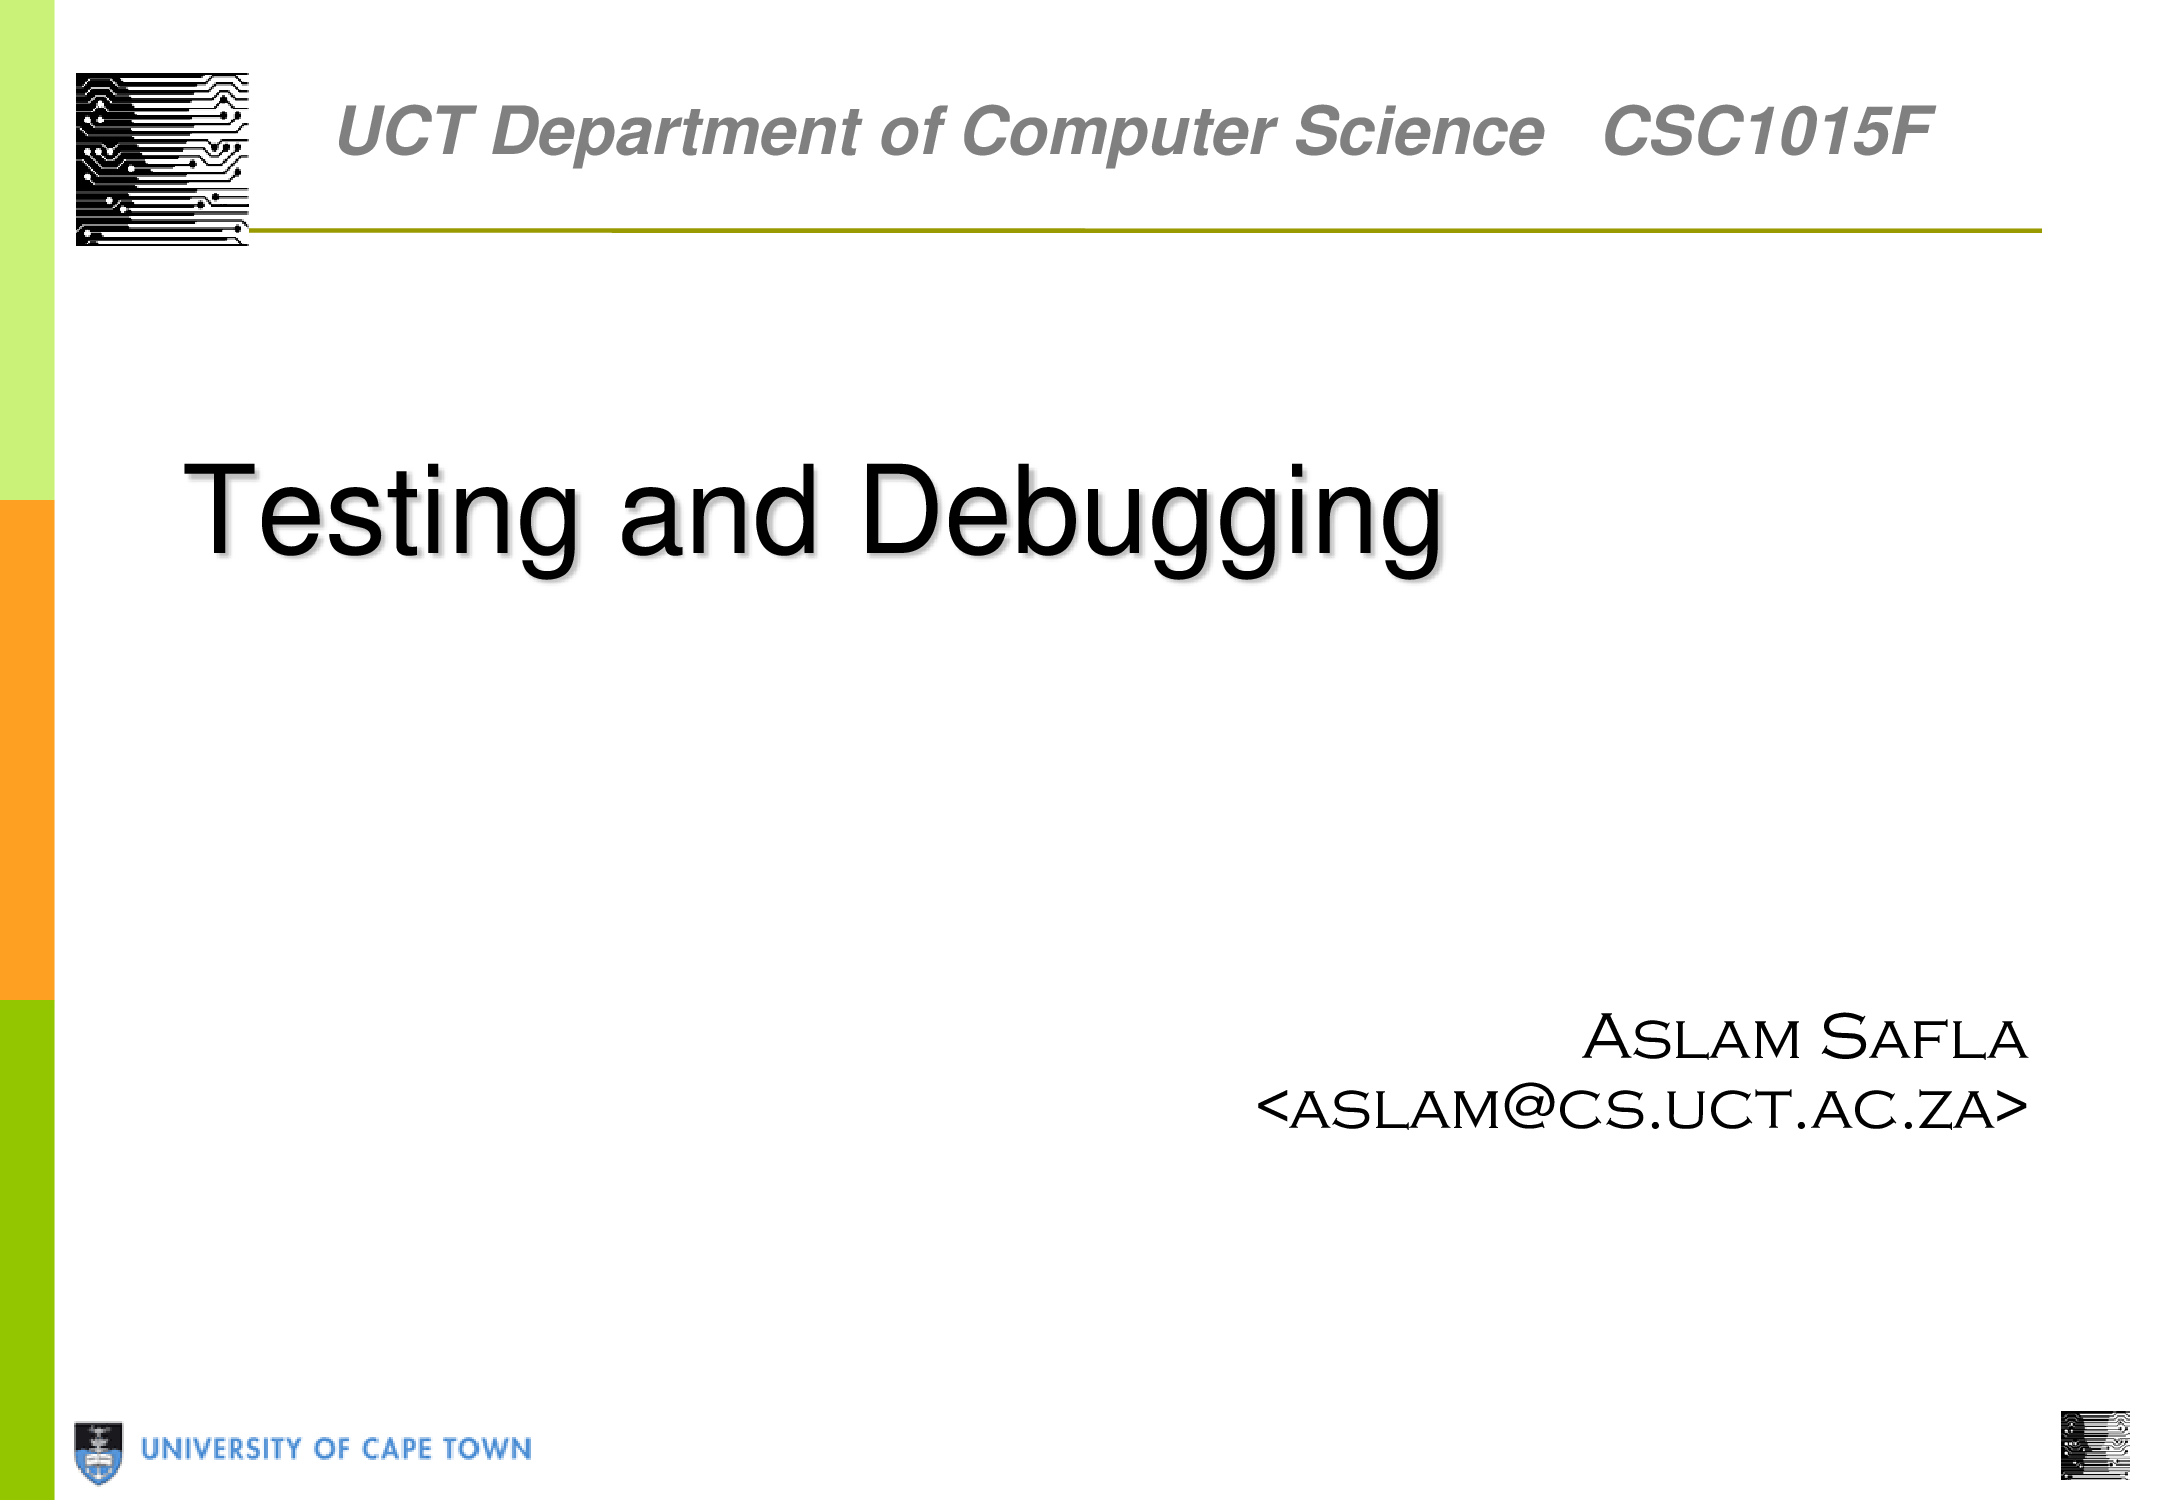 UCT Department of Computer Science CSC1015F
Testing and Debugging
Aslam Safla
<aslam@cs.uct.ac.za>
UNIVERSITY OF CAPE TOWN